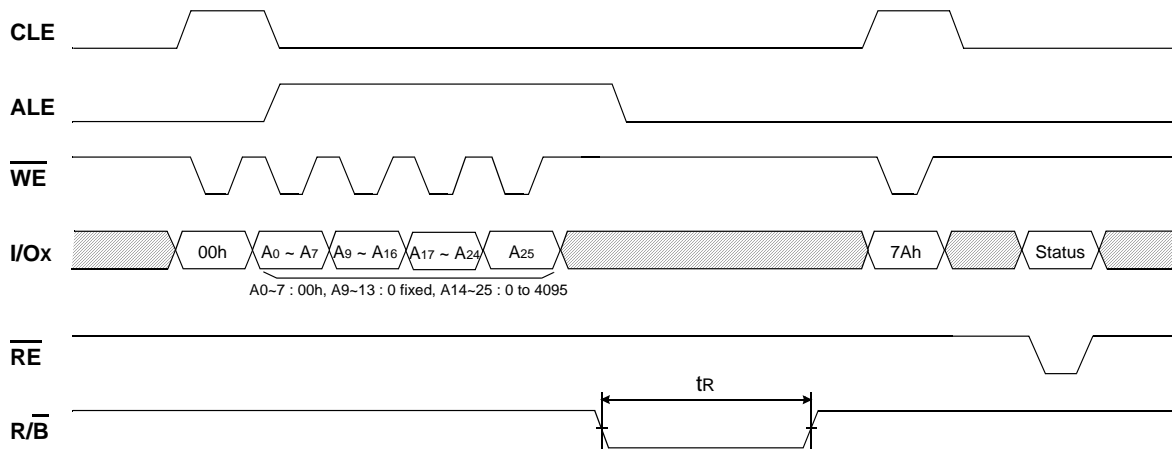 CLE
ALE
WE
I/Ox 00h A0 ~ A7 A9 ~ A16 A17 ~ A24 A25 7Ah Status
A0~7 : 00h, A9~13 : 0 fixed, A14~25 : 0 to 4095
RE
tR
R/B